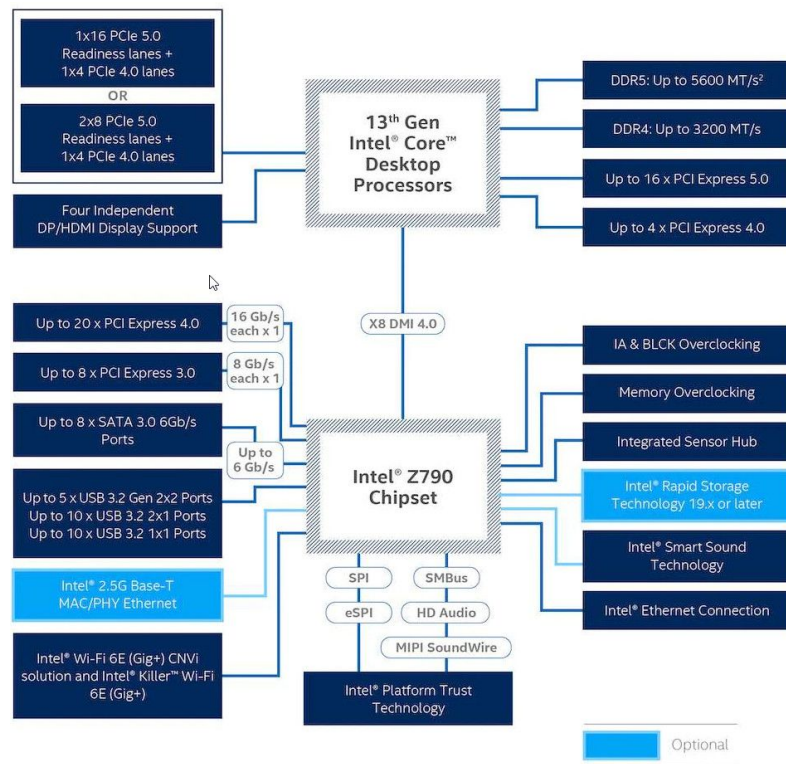 1x16 PCIe 5.0
Readiness lanes +
1x4 PCIe 4.0 lanes
OR
2x8 PCIe 5.0
Readiness lanes +
1x4 PCIe 4.0 lanes
Four Independent
DP/HDMI Display Support
13th Gen
Intel® Core™
Desktop
Processors
DDR5: Up to 5600 MT/s²
DDR4: Up to 3200 MT/s
Up to 16 x PCI Express 5.0
Up to 4 x PCI Express 4.0
X8 DMI 4.0
Up to 20 x PCI Express 4.0
16 Gb/s
each x 1
Up to 8 x PCI Express 3.0
8 Gb/s
each x 1
Up to 8 x SATA 3.0 6Gb/s
Ports
Up to
6 Gb/s
Up to 5 x USB 3.2 Gen 2x2 Ports
Up to 10 x USB 3.2 2x1 Ports
Up to 10 x USB 3.2 1x1 Ports
Intel® 2.5G Base-T
MAC/PHY Ethernet
Intel® Wi-Fi 6E (Gig+) CNVi
solution and Intel® Killer™ Wi-Fi
6E (Gig+)
Intel® Z790
Chipset
IA & BLCK Overclocking
Memory Overclocking
Integrated Sensor Hub
Intel® Rapid Storage
Technology 19.x or later
Intel® Smart Sound
Technology
Intel® Ethernet Connection
SPI
eSPI
SMBus
HD Audio
MIPI SoundWire
Intel® Platform Trust
Technology
Optional